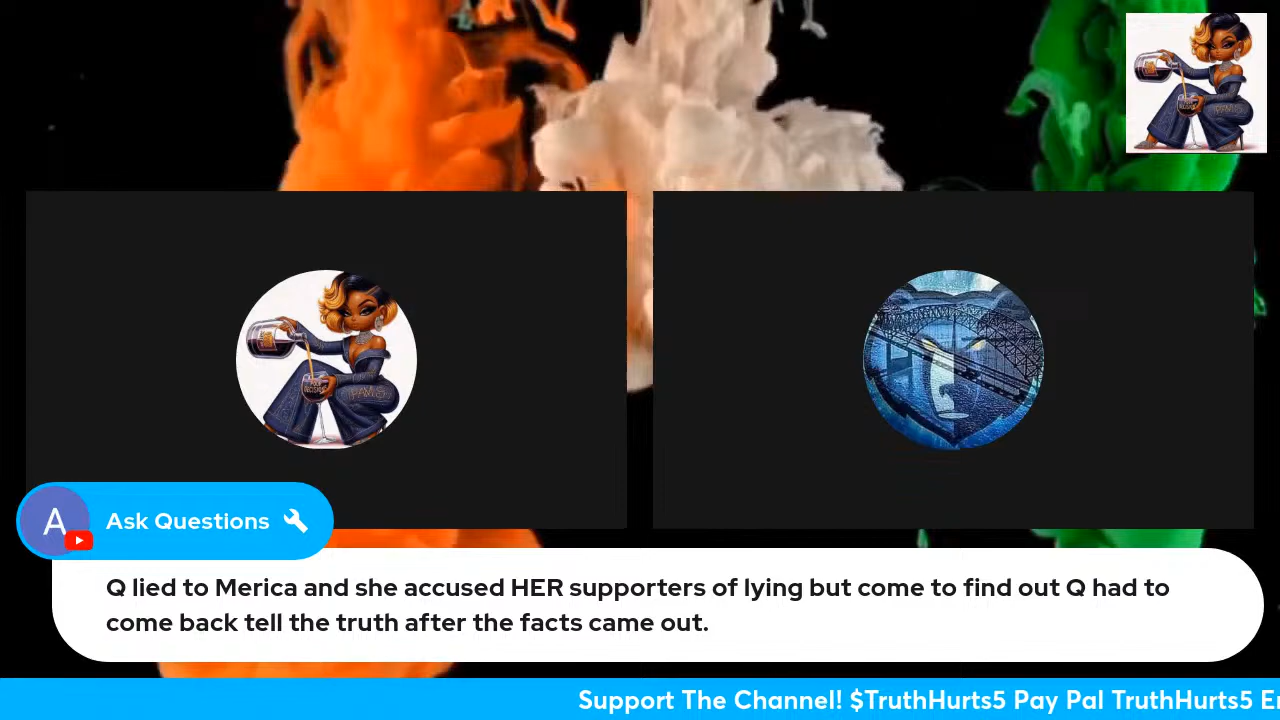 A Ask Questions
Q lied to Merica and she accused HER supporters of lying but come to find out Q had to
come back tell the truth after the facts came out.
Support The Channel! $TruthHurts5 Pay Pal TruthHurts5